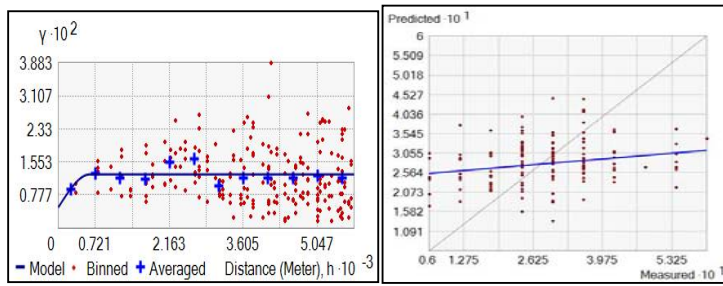 γ ·10 2
3.883
3.107
2.33
1.553
0.777
0 0.721 2.163 3.605 5.047
Model Binned Averaged Distance (Meter), h ·10 -3
Predicted ·10 1
6
5.509
5.018
4.527
4.036
3.545
3.055
2.564
2.073
1.582
1.091
0.6 1.275 2.625 3.975 5.325
Measured ·10 1